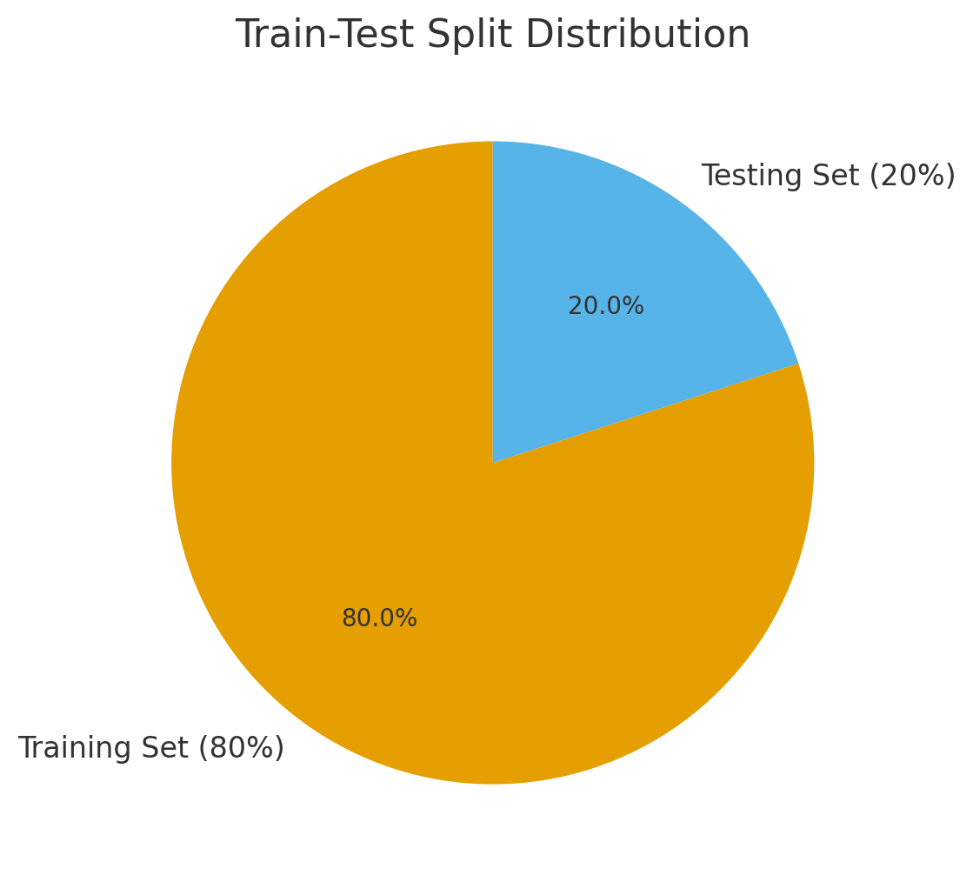 Train-Test Split Distribution
Testing Set (20%)
20.0%
80.0%
Training Set (80%)